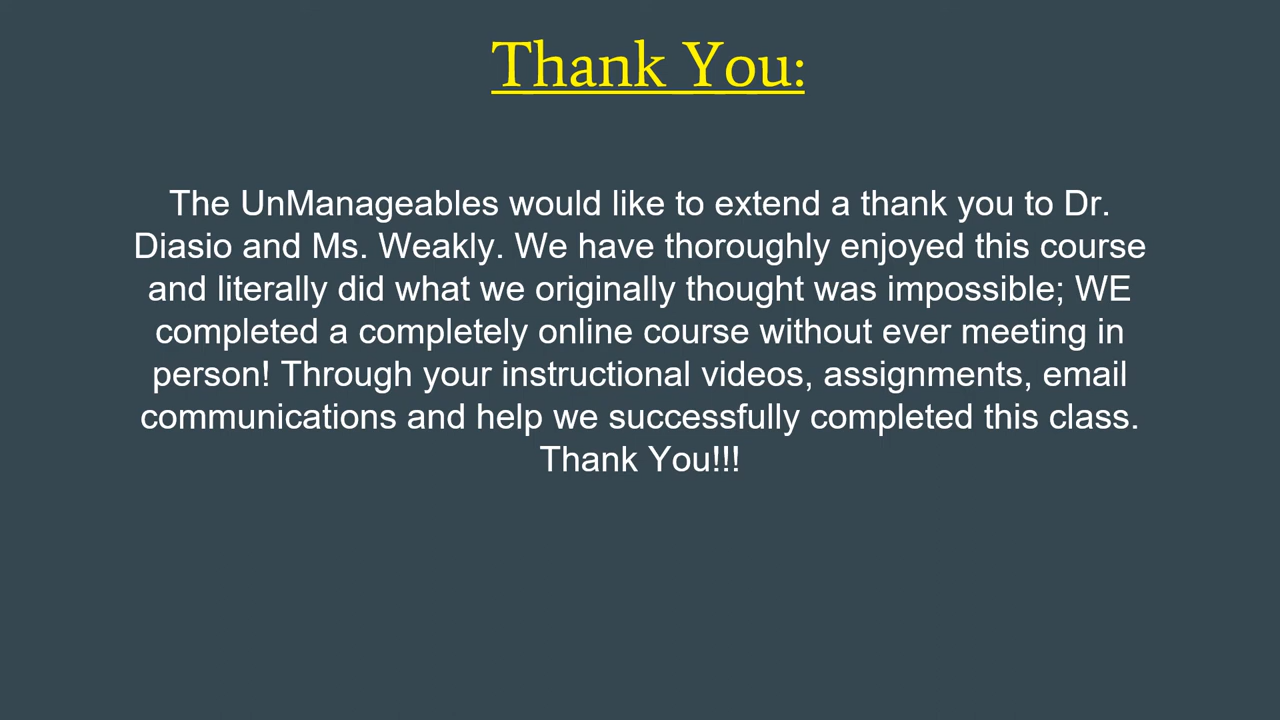 Thank You:
The UnManageables would like to extend a thank you to Dr.
Diasio and Ms. Weakly. We have thoroughly enjoyed this course
and literally did what we originally thought was impossible; WE
completed a completely online course without ever meeting in
person! Through your instructional videos, assignments, email
communications and help we successfully completed this class.
Thank You!!!